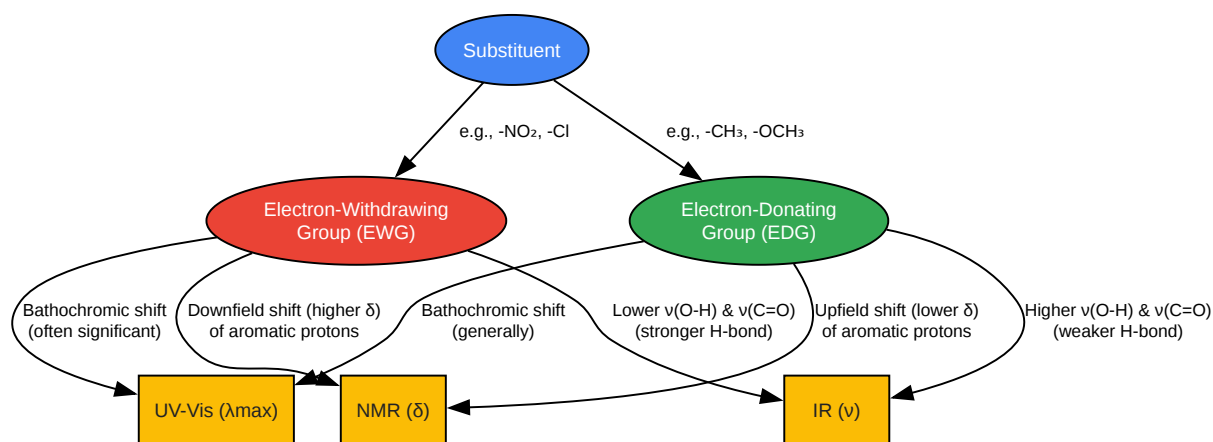 Substituent
e.g., -NO₂, -Cl
e.g., -CH₃, -OCH₃
Electron-Withdrawing
Group (EWG)
Electron-Donating
Group (EDG)
Bathochromic shift
(often significant)
Downfield shift (higher δ)
of aromatic protons
Bathochromic shift
(generally)
Lower ν(O-H) & ν(C=O)
(stronger H-bond)
Upfield shift (lower δ)
of aromatic protons
Higher ν(O-H) & ν(C=O)
(weaker H-bond)
UV-Vis (λmax)
NMR (δ)
IR (ν)